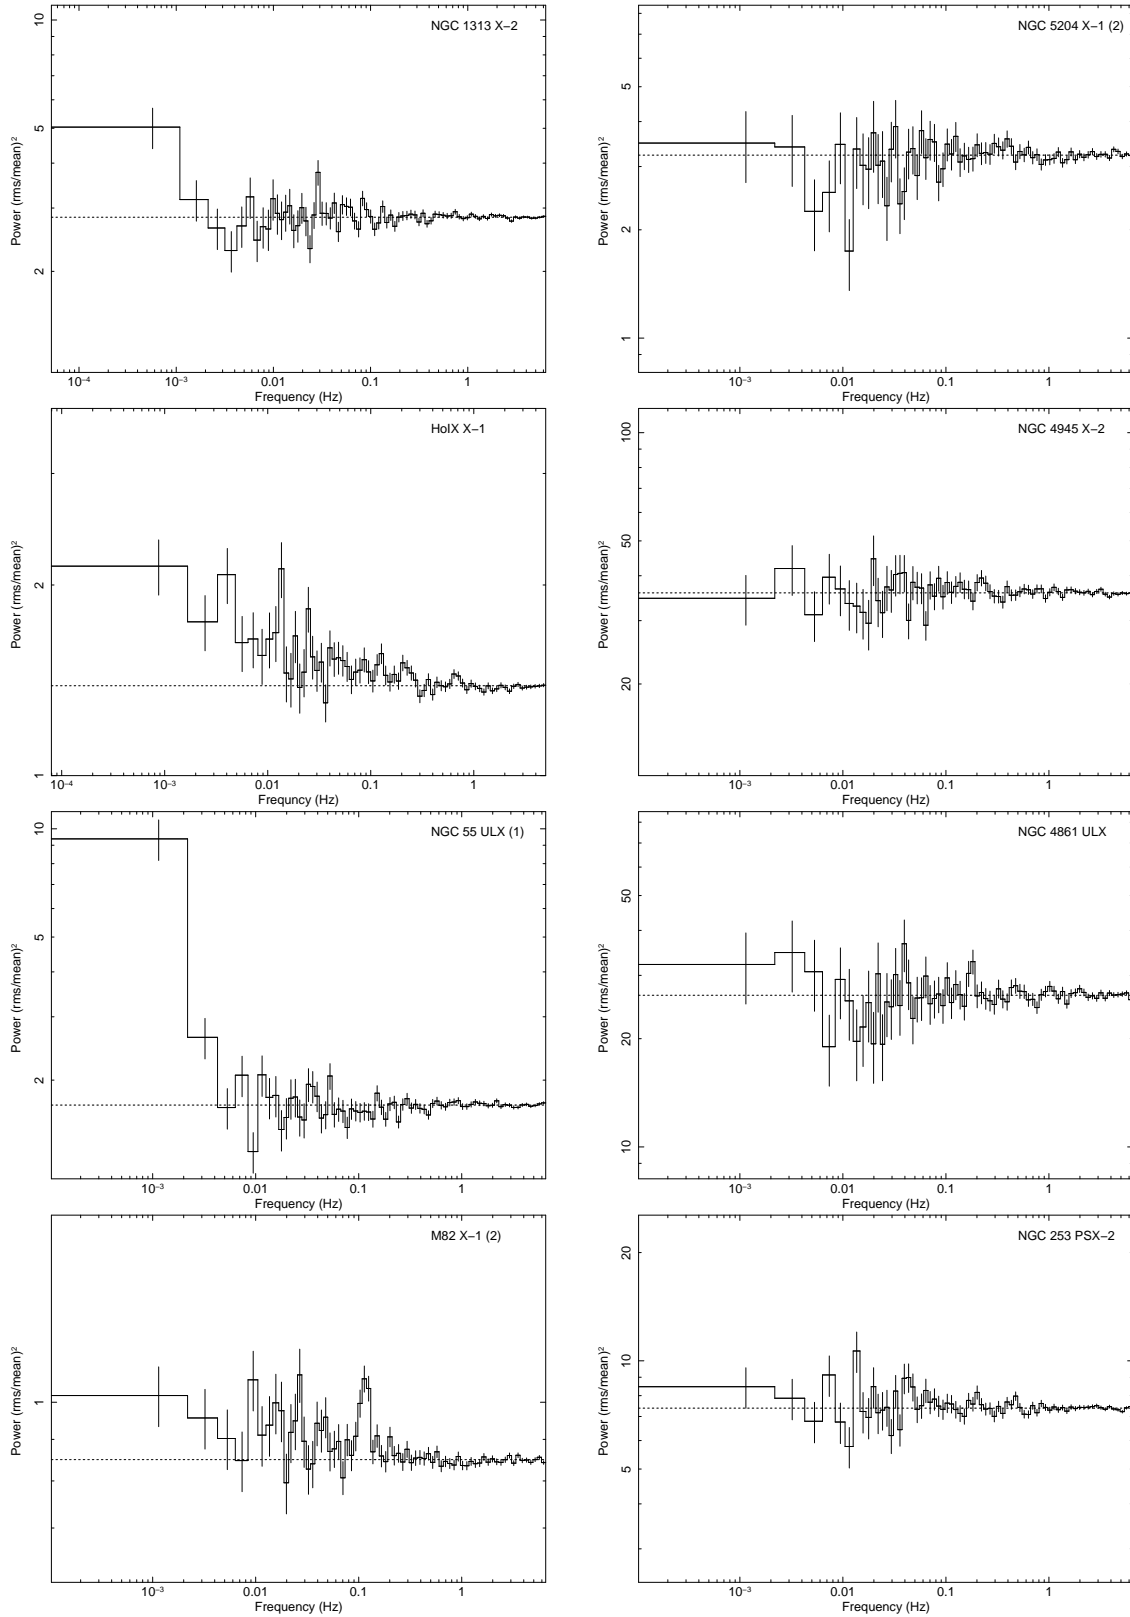 NGC 1313 X−2
10
5
2
Power (rms/mean)²
10⁻⁴ 10⁻³ 0.01 0.1 1
Frequency (Hz)
NGC 5204 X−1 (2)
5
2
1
Power (rms/mean)²
10⁻³ 0.01 0.1 1
Frequency (Hz)
HoIX X−1
2
1
Power (rms/mean)²
10⁻⁴ 10⁻³ 0.01 0.1 1
Frequncy (Hz)
NGC 4945 X−2
100
50
20
Power (rms/mean)²
10⁻³ 0.01 0.1 1
Frequency (Hz)
NGC 55 ULX (1)
10
5
2
Power (rms/mean)²
10⁻³ 0.01 0.1 1
Frequency (Hz)
NGC 4861 ULX
50
20
10
Power (rms/mean)²
10⁻³ 0.01 0.1 1
Frequency (Hz)
M82 X−1 (2)
1
Power (rms/mean)²
10⁻³ 0.01 0.1 1
Frequency (Hz)
NGC 253 PSX−2
20
10
5
Power (rms/mean)²
10⁻³ 0.01 0.1 1
Frequency (Hz)